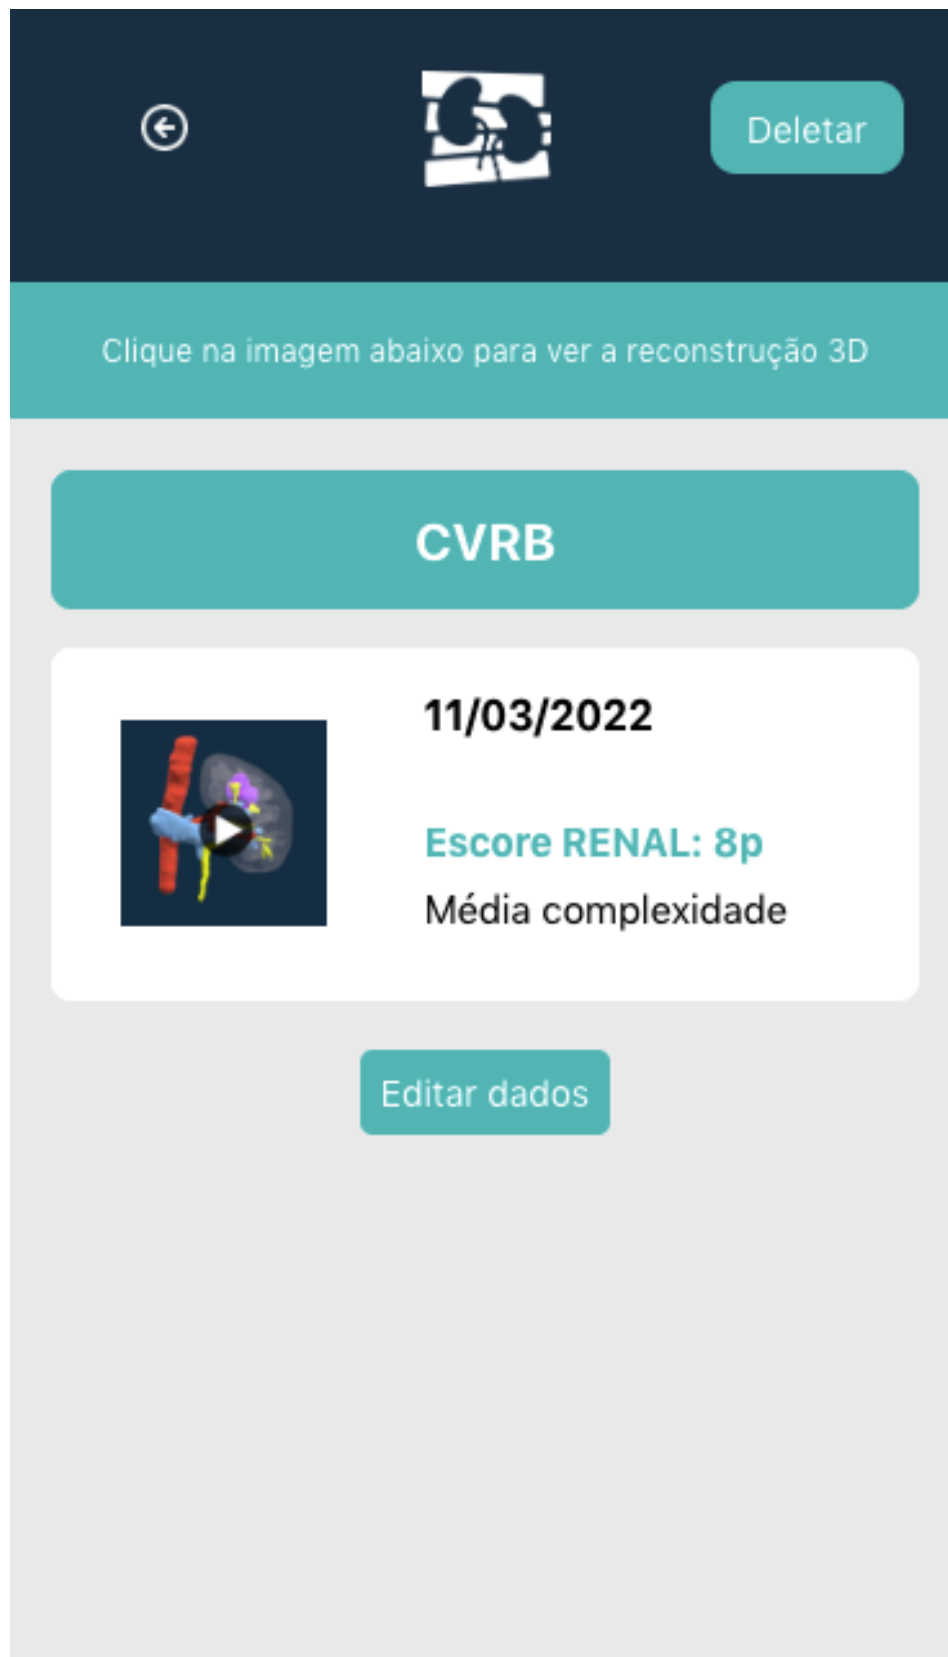 Deletar
Clique na imagem abaixo para ver a reconstrução 3D
CVRB
11/03/2022
Escore RENAL: 8p
Média complexidade
Editar dados